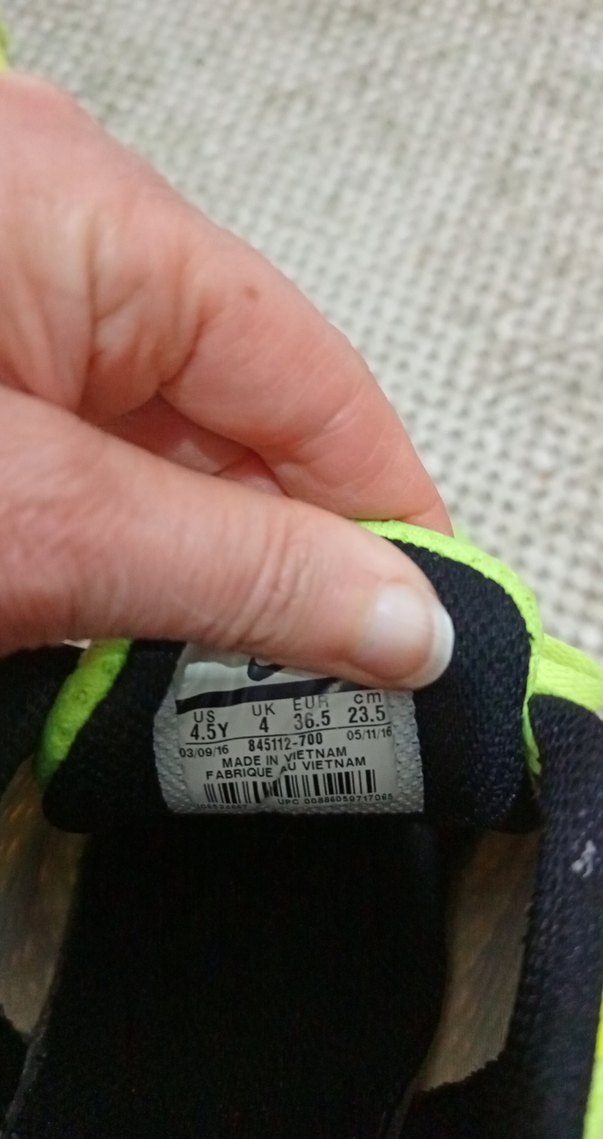 US UK EUR cm
4.5Y 4 36.5 23.5
03/09/16 845112-700 05/11/16
MADE IN VIETNAM
FABRIQUE AU VIETNAM
UPC 00886059717065